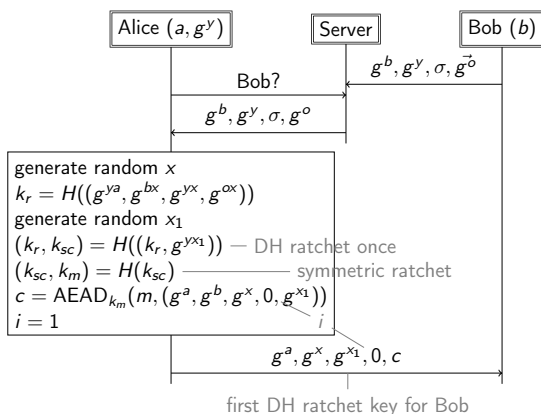 Alice (a, g^y)
Server
Bob (b)
g^b, g^y, σ, g^{\vec{o}}
Bob?
g^b, g^y, σ, g^o
generate random x
k_r = H((g^{ya}, g^{bx}, g^{yx}, g^{ox}))
generate random x_1
(k_r, k_{sc}) = H((k_r, g^{yx_1})) DH ratchet once
(k_{sc}, k_m) = H(k_{sc}) symmetric ratchet
c = AEAD_{k_m}(m, (g^a, g^b, g^x, 0, g^{x_1}))
i = 1 i
g^a, g^x, g^{x_1}, 0, c
first DH ratchet key for Bob